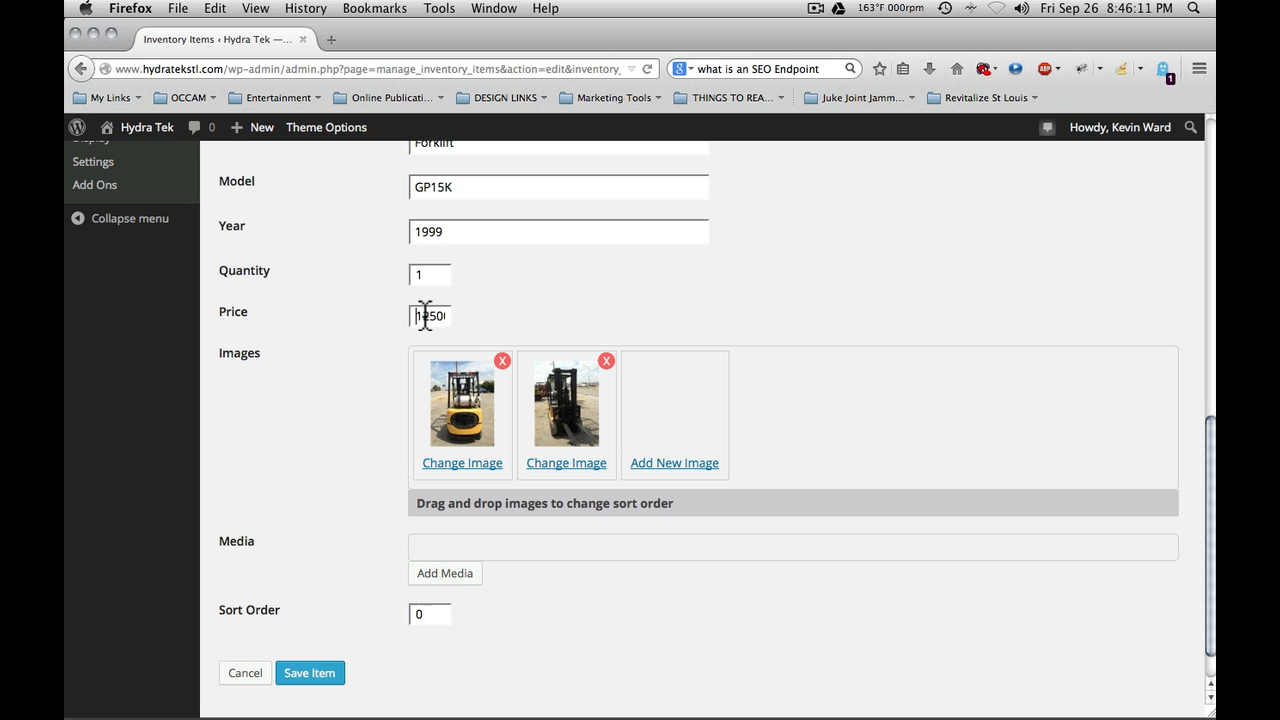 Firefox File Edit View History Bookmarks Tools Window Help 163°F 000rpm Fri Sep 26 8:46:11 PM
Inventory Items ‹ Hydra Tek —...
www.hydratekstl.com/wp-admin/admin.php?page=manage_inventory_items&action=edit&inventory_ what is an SEO Endpoint
1
My Links OCCAM Entertainment Online Publicati... DESIGN LINKS Marketing Tools THINGS TO REA... Juke Joint Jamm... Revitalize St Louis
Hydra Tek 0 + New Theme Options Howdy, Kevin Ward
Display
Forklift
Settings
Add Ons
Collapse menu
Model GP15K
Year 1999
Quantity 1
Price
Images
X X
Change Image Change Image Add New Image
Drag and drop images to change sort order
Media
Add Media
Sort Order 0
Cancel Save Item